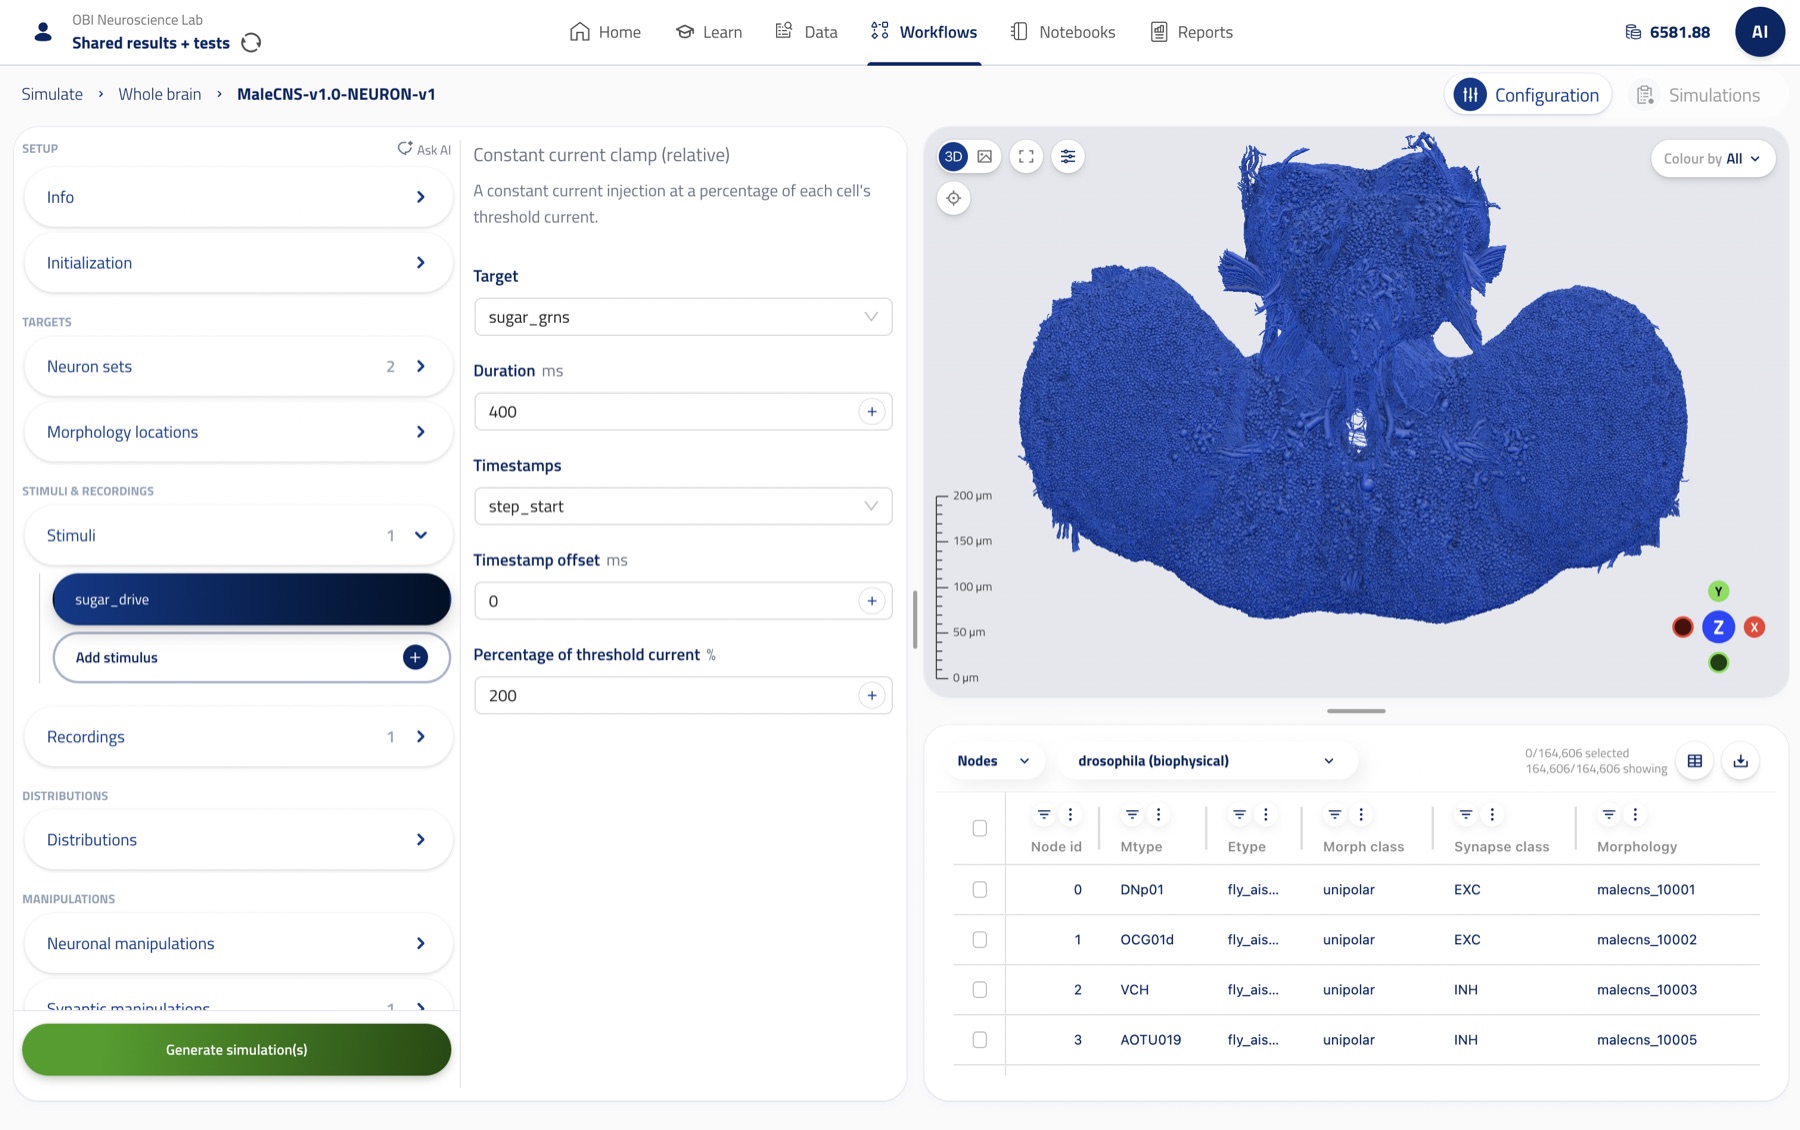 OBI Neuroscience Lab
Shared results + tests
Home
Learn
Data
Workflows
Notebooks
Reports
6581.88
AI
Simulate › Whole brain › MaleCNS-v1.0-NEURON-v1
Configuration
Simulations
SETUP
Ask AI
Info
Initialization
TARGETS
Neuron sets 2
Morphology locations
STIMULI & RECORDINGS
Stimuli 1
sugar_drive
Add stimulus
Recordings 1
DISTRIBUTIONS
Distributions
MANIPULATIONS
Neuronal manipulations
Synaptic manipulations 1
Generate simulation(s)
Constant current clamp (relative)
A constant current injection at a percentage of each cell's
threshold current.
Target
sugar_grns
Duration ms
400
Timestamps
step_start
Timestamp offset ms
0
Percentage of threshold current %
200
3D
Colour by All
200 µm
150 µm
100 µm
50 µm
0 µm
Y
Z
X
Nodes
drosophila (biophysical)
0/164,606 selected
164,606/164,606 showing
Node id Mtype Etype Morph class Synapse class Morphology
0 DNp01 fly_ais... unipolar EXC malecns_10001
1 OCG01d fly_ais... unipolar EXC malecns_10002
2 VCH fly_ais... unipolar INH malecns_10003
3 AOTU019 fly_ais... unipolar INH malecns_10005